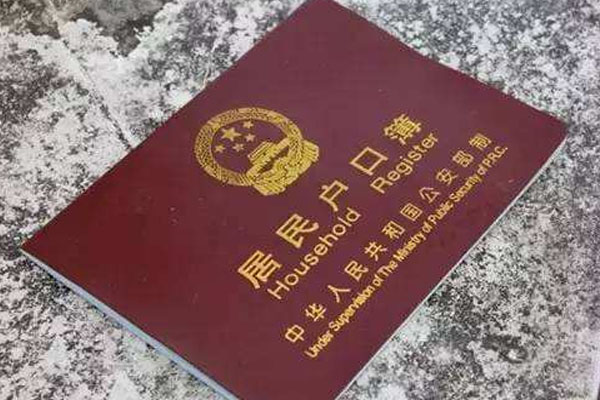 居民户口簿
Household Register
中华人民共和国公安部制
Under Supervision of The Ministry of Public Security of P.R.C.